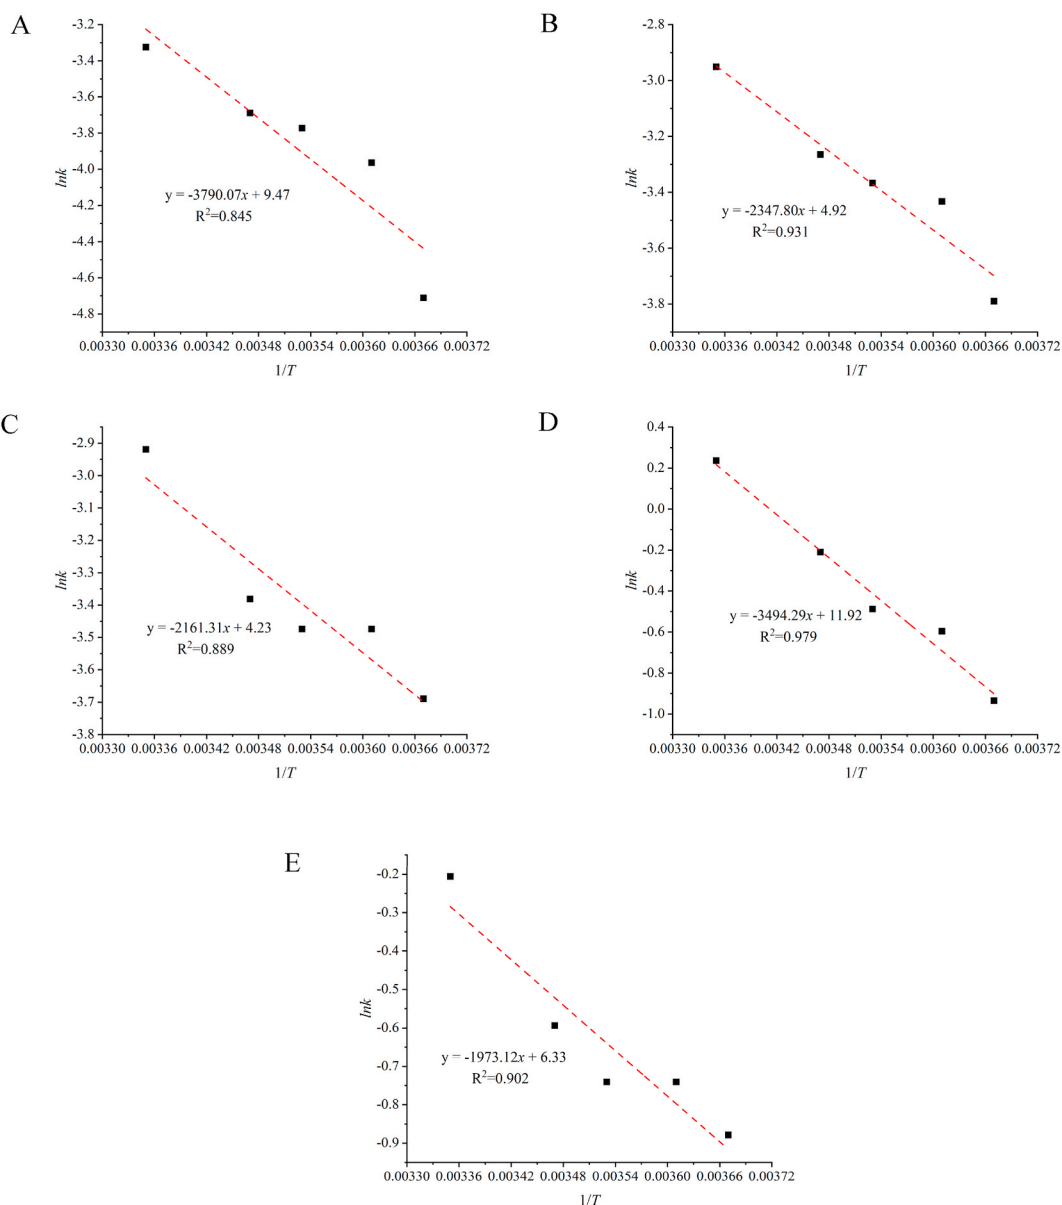 A
-3.2
-3.4
-3.6
-3.8
-4.0
-4.2
-4.4
-4.6
-4.8
lnk
y = -3790.07x + 9.47
R²=0.845
0.00330 0.00336 0.00342 0.00348 0.00354 0.00360 0.00366 0.00372
1/T
B
-2.8
-3.0
-3.2
-3.4
-3.6
-3.8
lnk
y = -2347.80x + 4.92
R²=0.931
0.00330 0.00336 0.00342 0.00348 0.00354 0.00360 0.00366 0.00372
1/T
C
-2.9
-3.0
-3.1
-3.2
-3.3
-3.4
-3.5
-3.6
-3.7
-3.8
lnk
y = -2161.31x + 4.23
R²=0.889
0.00330 0.00336 0.00342 0.00348 0.00354 0.00360 0.00366 0.00372
1/T
D
0.4
0.2
0.0
-0.2
-0.4
-0.6
-0.8
-1.0
lnk
y = -3494.29x + 11.92
R²=0.979
0.00330 0.00336 0.00342 0.00348 0.00354 0.00360 0.00366 0.00372
1/T
E
-0.2
-0.3
-0.4
-0.5
-0.6
-0.7
-0.8
-0.9
lnk
y = -1973.12x + 6.33
R²=0.902
0.00330 0.00336 0.00342 0.00348 0.00354 0.00360 0.00366 0.00372
1/T